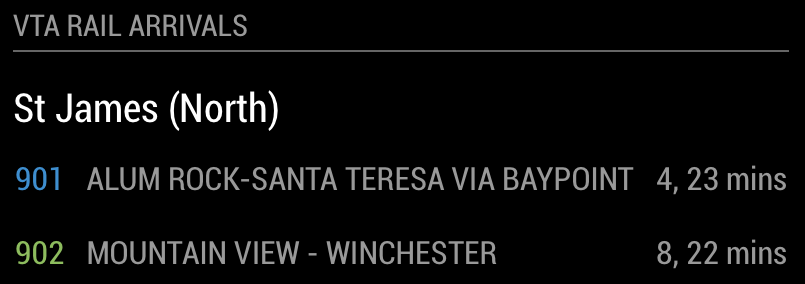 VTA RAIL ARRIVALS
St James (North)
901 ALUM ROCK-SANTA TERESA VIA BAYPOINT 4, 23 mins
902 MOUNTAIN VIEW - WINCHESTER 8, 22 mins